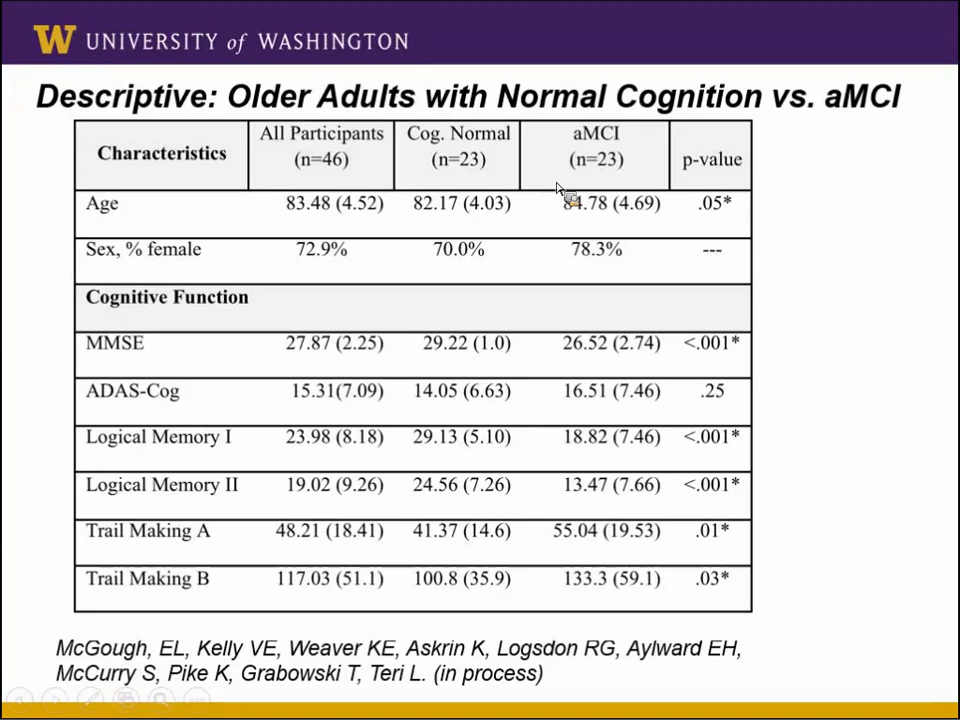 W UNIVERSITY of WASHINGTON
Descriptive: Older Adults with Normal Cognition vs. aMCI
Characteristics All Participants (n=46) Cog. Normal (n=23) aMCI (n=23) p-value
Age 83.48 (4.52) 82.17 (4.03) 84.78 (4.69) .05*
Sex, % female 72.9% 70.0% 78.3% ---
Cognitive Function
MMSE 27.87 (2.25) 29.22 (1.0) 26.52 (2.74) <.001*
ADAS-Cog 15.31(7.09) 14.05 (6.63) 16.51 (7.46) .25
Logical Memory I 23.98 (8.18) 29.13 (5.10) 18.82 (7.46) <.001*
Logical Memory II 19.02 (9.26) 24.56 (7.26) 13.47 (7.66) <.001*
Trail Making A 48.21 (18.41) 41.37 (14.6) 55.04 (19.53) .01*
Trail Making B 117.03 (51.1) 100.8 (35.9) 133.3 (59.1) .03*
McGough, EL, Kelly VE, Weaver KE, Askrin K, Logsdon RG, Aylward EH,
McCurry S, Pike K, Grabowski T, Teri L. (in process)